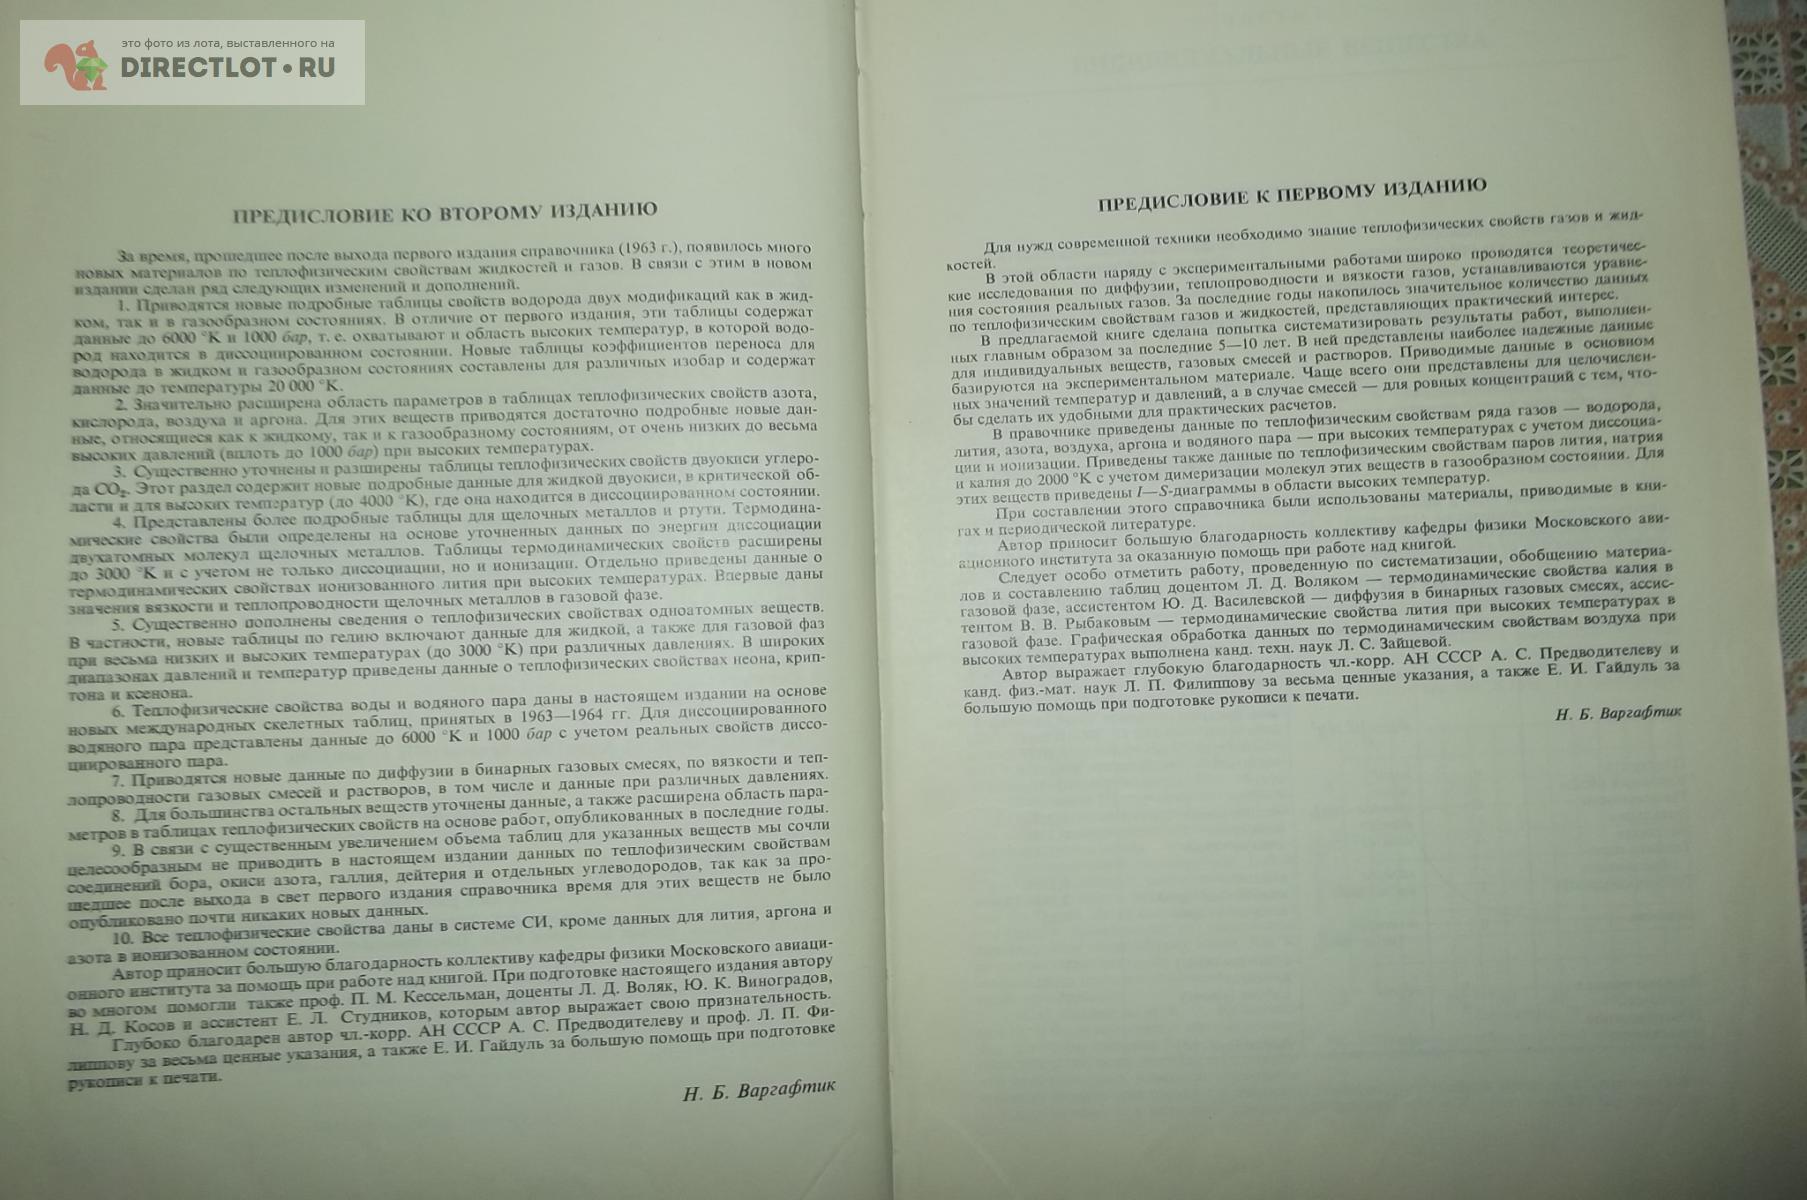 это фото из лота, выставленного на
DIRECTLOT.RU
ПРЕДИСЛОВИЕ КО ВТОРОМУ ИЗДАНИЮ
За время, прошедшее после выхода первого издания справочника (1963 г.), появилось много
новых материалов по теплофизическим свойствам жидкостей и газов. В связи с этим в новом
издании сделан ряд следующих изменений и дополнений.
1. Приводятся новые подробные таблицы свойств водорода двух модификаций как в жид-
ком, так и в газообразном состояниях. В отличие от первого издания, эти таблицы содержат
данные до 6000 °К и 1000 бар, т. е. охватывают и область высоких температур, в которой водо-
род находится в диссоциированном состоянии. Новые таблицы коэффициентов переноса для
водорода в жидком и газообразном состояниях составлены для различных изобар и содержат
данные до температуры 20 000 °К.
2. Значительно расширена область параметров в таблицах теплофизических свойств азота,
кислорода, воздуха и аргона. Для этих веществ приводятся достаточно подробные новые дан-
ные, относящиеся как к жидкому, так и к газообразному состояниям, от очень низких до весьма
высоких давлений (вплоть до 1000 бар) при высоких температурах.
3. Существенно уточнены и расширены таблицы теплофизических свойств двуокиси углеро-
да CO₂. Этот раздел содержит новые подробные данные для жидкой двуокиси, в критической об-
ласти и для высоких температур (до 4000 °К), где она находится в диссоциированном состоянии.
4. Представлены более подробные таблицы для щелочных металлов и ртути. Термодина-
мические свойства были определены на основе уточненных данных по энергии диссоциации
двухатомных молекул щелочных металлов. Таблицы термодинамических свойств расширены
до 3000 °К и с учетом не только диссоциации, но и ионизации. Отдельно приведены данные о
термодинамических свойствах ионизованного лития при высоких температурах. Впервые даны
значения вязкости и теплопроводности щелочных металлов в газовой фазе.
5. Существенно пополнены сведения о теплофизических свойствах одноатомных веществ.
В частности, новые таблицы по гелию включают данные для жидкой, а также для газовой фаз
при весьма низких и высоких температурах (до 3000 °К) при различных давлениях. В широких
диапазонах давлений и температур приведены данные о теплофизических свойствах неона, крип-
тона и ксенона.
6. Теплофизические свойства воды и водяного пара даны в настоящем издании на основе
новых международных скелетных таблиц, принятых в 1963—1964 гг. Для диссоциированного
водяного пара представлены данные до 6000 °К и 1000 бар с учетом реальных свойств диссо-
циированного пара.
7. Приводятся новые данные по диффузии в бинарных газовых смесях, по вязкости и теп-
лопроводности газовых смесей и растворов, в том числе и данные при различных давлениях.
8. Для большинства остальных веществ уточнены данные, а также расширена область пара-
метров в таблицах теплофизических свойств на основе работ, опубликованных в последние годы.
9. В связи с существенным увеличением объема таблиц для указанных веществ мы сочли
целесообразным не приводить в настоящем издании данных по теплофизическим свойствам
соединений бора, окиси азота, галлия, дейтерия и отдельных углеводородов, так как за про-
шедшее после выхода в свет первого издания справочника время для этих веществ не было
опубликовано почти никаких новых данных.
10. Все теплофизические свойства даны в системе СИ, кроме данных для лития, аргона и
азота в ионизованном состоянии.
Автор приносит большую благодарность коллективу кафедры физики Московского авиаци-
онного института за помощь при работе над книгой. При подготовке настоящего издания автору
во многом помогли также проф. П. М. Кессельман, доценты Л. Д. Воляк, Ю. К. Виноградов,
Н. Д. Косов и ассистент Е. Л. Студников, которым автор выражает свою признательность.
Глубоко благодарен автор чл.-корр. АН СССР А. С. Предводителеву и проф. Л. П. Фи-
липпову за весьма ценные указания, а также Е. И. Гайдуль за большую помощь при подготовке
рукописи к печати.
Н. Б. Варгафтик
ПРЕДИСЛОВИЕ К ПЕРВОМУ ИЗДАНИЮ
Для нужд современной техники необходимо знание теплофизических свойств газов и жид-
костей.
В этой области наряду с экспериментальными работами широко проводятся теоретичес-
кие исследования по диффузии, теплопроводности и вязкости газов, устанавливаются уравне-
ния состояния реальных газов. За последние годы накопилось значительное количество данных
по теплофизическим свойствам газов и жидкостей, представляющих практический интерес.
В предлагаемой книге сделана попытка систематизировать результаты работ, выполнен-
ных главным образом за последние 5—10 лет. В ней представлены наиболее надежные данные
для индивидуальных веществ, газовых смесей и растворов. Приводимые данные в основном
базируются на экспериментальном материале. Чаще всего они представлены для целочислен-
ных значений температур и давлений, а в случае смесей — для ровных концентраций с тем, что-
бы сделать их удобными для практических расчетов.
В правочнике приведены данные по теплофизическим свойствам ряда газов — водорода,
лития, азота, воздуха, аргона и водяного пара — при высоких температурах с учетом диссоциа-
ции и ионизации. Приведены также данные по теплофизическим свойствам паров лития, натрия
и калия до 2000 °К с учетом димеризации молекул этих веществ в газообразном состоянии. Для
этих веществ приведены I—S-диаграммы в области высоких температур.
При составлении этого справочника были использованы материалы, приводимые в кни-
гах и периодической литературе.
Автор приносит большую благодарность коллективу кафедры физики Московского ави-
ационного института за оказанную помощь при работе над книгой.
Следует особо отметить работу, проведенную по систематизации, обобщению материа-
лов и составлению таблиц доцентом Л. Д. Воляком — термодинамические свойства калия в
газовой фазе, ассистентом Ю. Д. Василевской — диффузия в бинарных газовых смесях, ассис-
тентом В. В. Рыбаковым — термодинамические свойства лития при высоких температурах в
газовой фазе. Графическая обработка данных по термодинамическим свойствам воздуха при
высоких температурах выполнена канд. техн. наук Л. С. Зайцевой.
Автор выражает глубокую благодарность чл.-корр. АН СССР А. С. Предводителеву и
канд. физ.-мат. наук Л. П. Филиппову за весьма ценные указания, а также Е. И. Гайдуль за
большую помощь при подготовке рукописи к печати.
Н. Б. Варгафтик